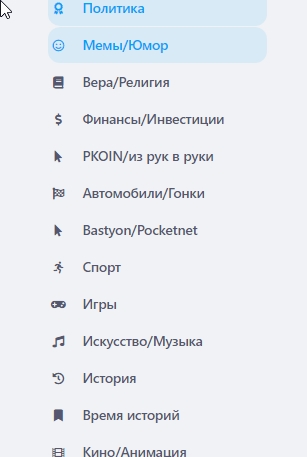 Политика
Мемы/Юмор
Вера/Религия
Финансы/Инвестиции
PKOIN/из рук в руки
Автомобили/Гонки
Bastyon/Pocketnet
Спорт
Игры
Искусство/Музыка
История
Время историй
Кино/Анимация